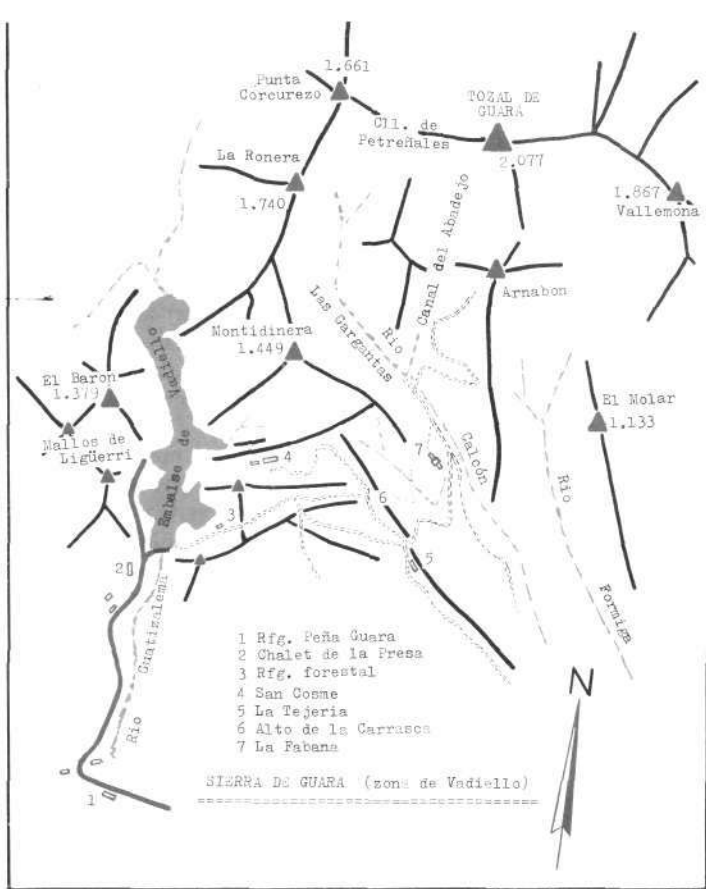 1.661
Punta
Corcurezo
TOZAL DE
GUARA
Cll. de
Petreñales
2.077
La Ronera
1.740
1.867
Vallemona
Canal del Abadejo
Arnabon
Rio
Las Gargantas
Embalse de Vadiello
Montidinera
1.449
El Baron
1.379
Mallos de
Ligüerri
El Molar
1.133
Calcón
4
7
6
3
5
2
Rio
Formiga
Rio
Guatizalema
1
1 Rfg. Peña Guara
2 Chalet de la Presa
3 Rfg. forestal
4 San Cosme
5 La Tejeria
6 Alto de la Carrasca
7 La Fabana
SIERRA DE GUARA (zona de Vadiello)
N